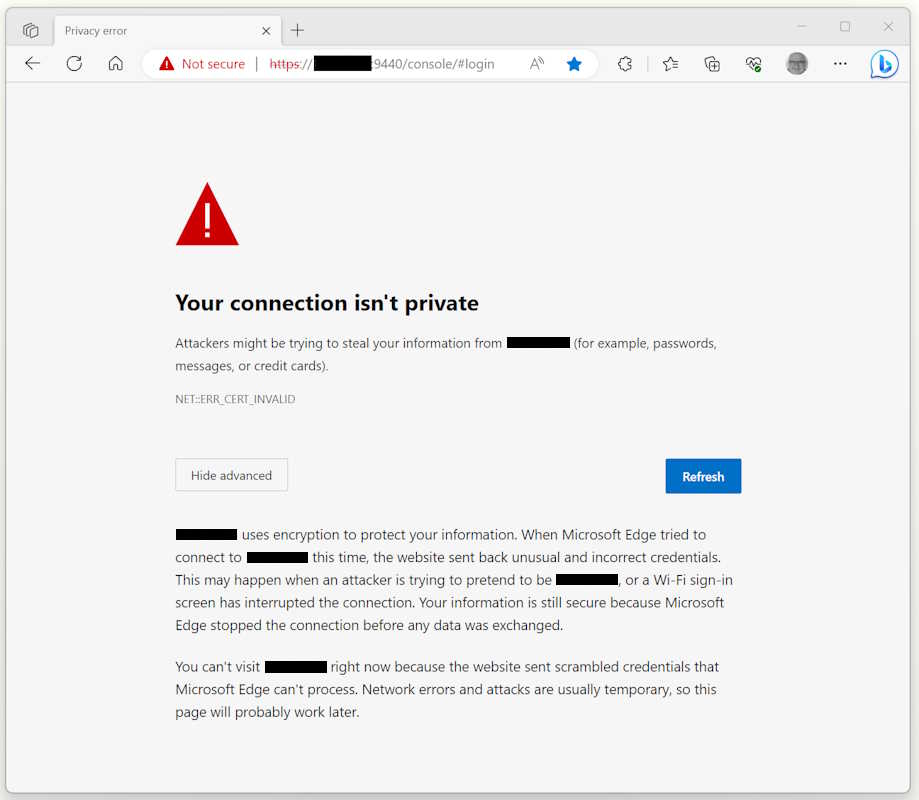 Privacy error
Not secure | https:// :9440/console/#login
Your connection isn't private
Attackers might be trying to steal your information from (for example, passwords,
messages, or credit cards).
NET::ERR_CERT_INVALID
Hide advanced
Refresh
uses encryption to protect your information. When Microsoft Edge tried to
connect to this time, the website sent back unusual and incorrect credentials.
This may happen when an attacker is trying to pretend to be , or a Wi-Fi sign-in
screen has interrupted the connection. Your information is still secure because Microsoft
Edge stopped the connection before any data was exchanged.
You can't visit right now because the website sent scrambled credentials that
Microsoft Edge can't process. Network errors and attacks are usually temporary, so this
page will probably work later.